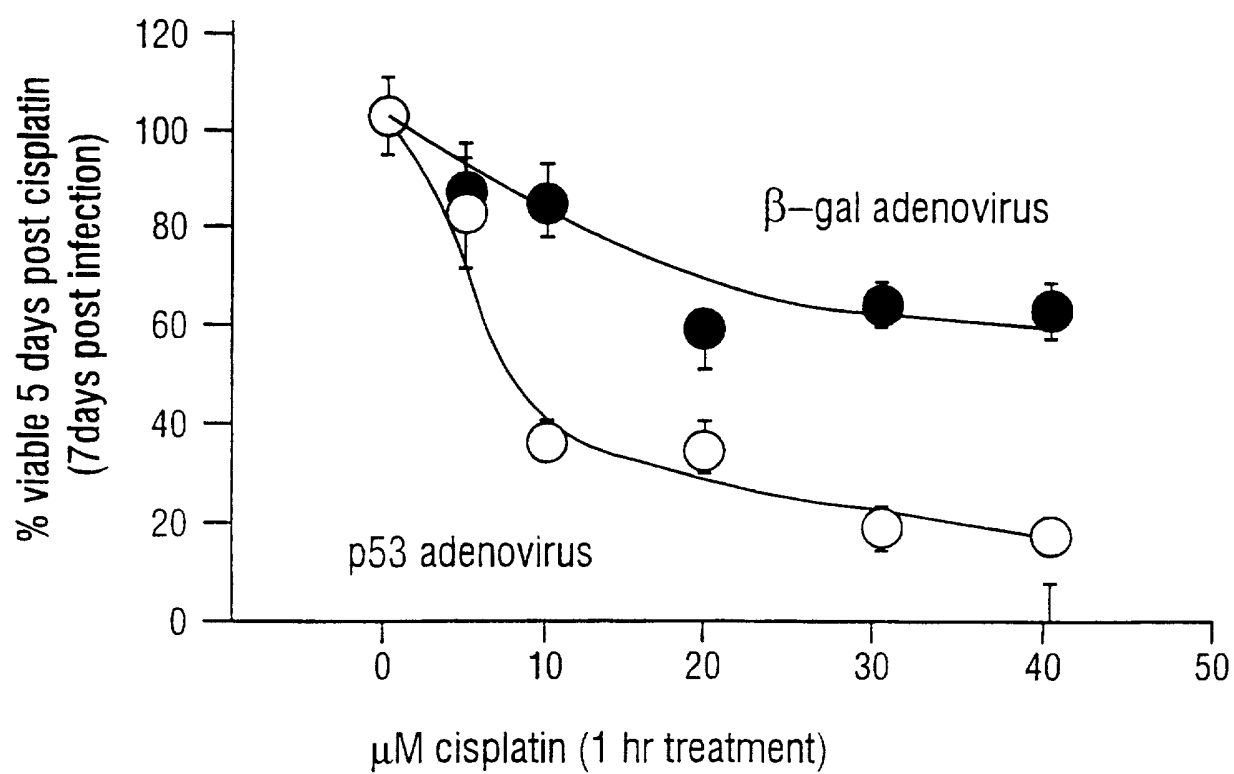 % viable 5 days post cisplatin
(7days post infection)
120
100
80
60
40
20
0
β–gal adenovirus
p53 adenovirus
0 10 20 30 40 50
μM cisplatin (1 hr treatment)